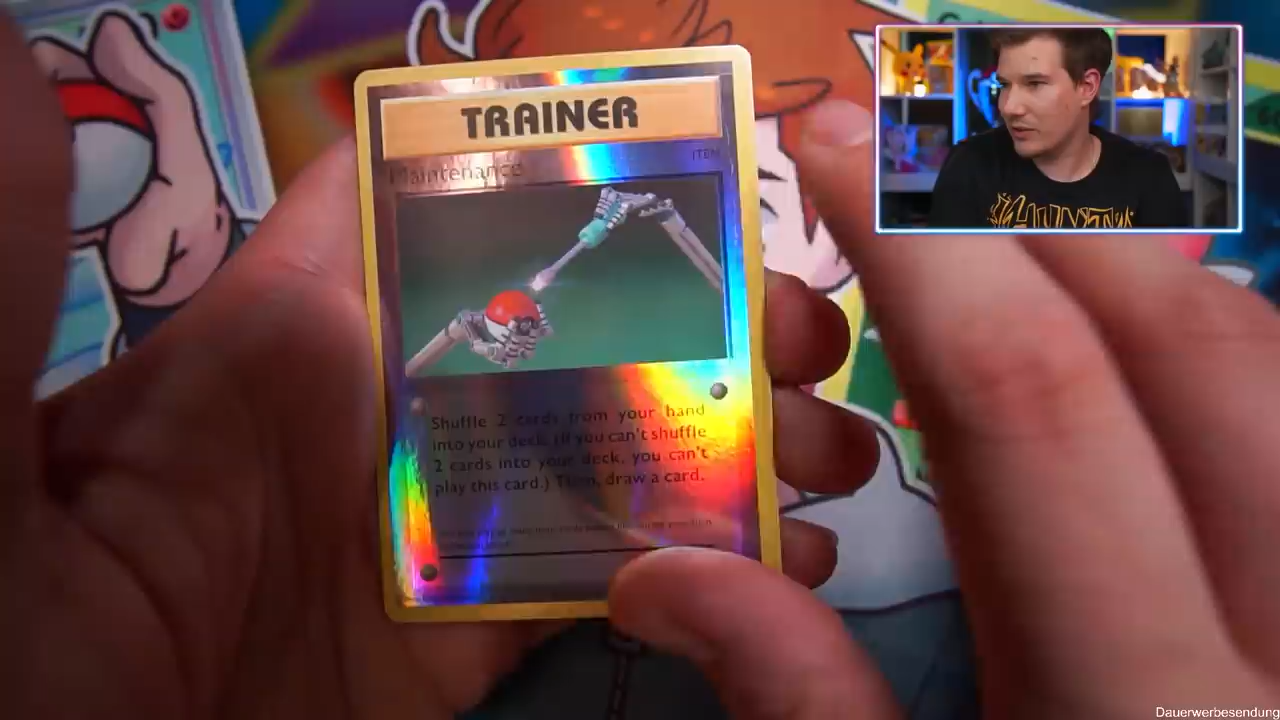 TRAINER
Maintenance
ITEM
Shuffle 2 cards from your hand
into your deck. (If you can't shuffle
2 cards into your deck, you can't
play this card.) Then, draw a card.
Dauerwerbesendung